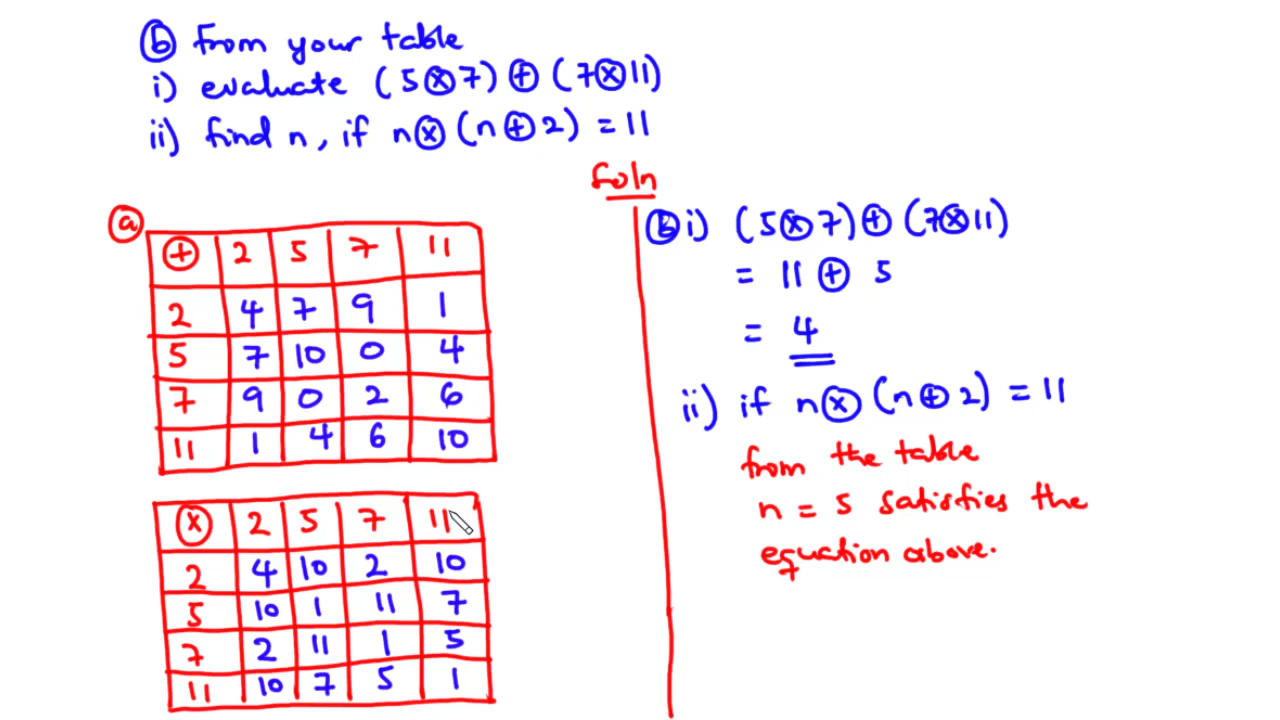 ⓑ from your table
i) evaluate (5⊗7)⊕(7⊗11)
ii) find n, if n⊗(n⊕2) = 11
Soln
ⓐ
⊕ 2 5 7 11
2 4 7 9 1
5 7 10 0 4
7 9 0 2 6
11 1 4 6 10
⊗ 2 5 7 11
2 4 10 2 10
5 10 1 11 7
7 2 11 1 5
11 10 7 5 1
ⓑi) (5⊗7)⊕(7⊗11)
= 11 ⊕ 5
= 4
ii) if n⊗(n⊕2) = 11
from the table
n = 5 satisfies the
equation above.